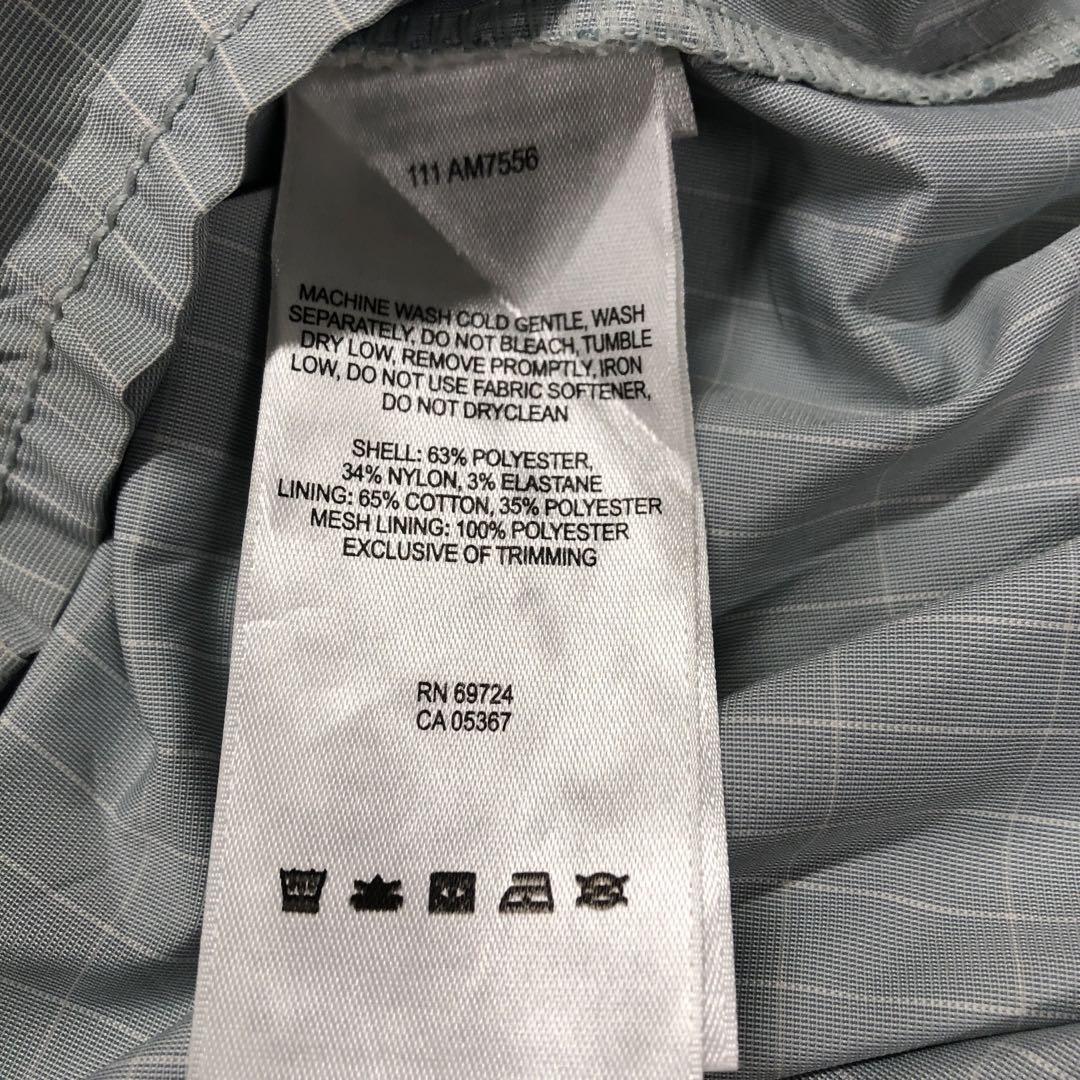 111 AM7556
MACHINE WASH COLD GENTLE, WASH
SEPARATELY, DO NOT BLEACH, TUMBLE
DRY LOW, REMOVE PROMPTLY, IRON
LOW, DO NOT USE FABRIC SOFTENER,
DO NOT DRYCLEAN
SHELL: 63% POLYESTER,
34% NYLON, 3% ELASTANE
LINING: 65% COTTON, 35% POLYESTER
MESH LINING: 100% POLYESTER
EXCLUSIVE OF TRIMMING
RN 69724
CA 05367